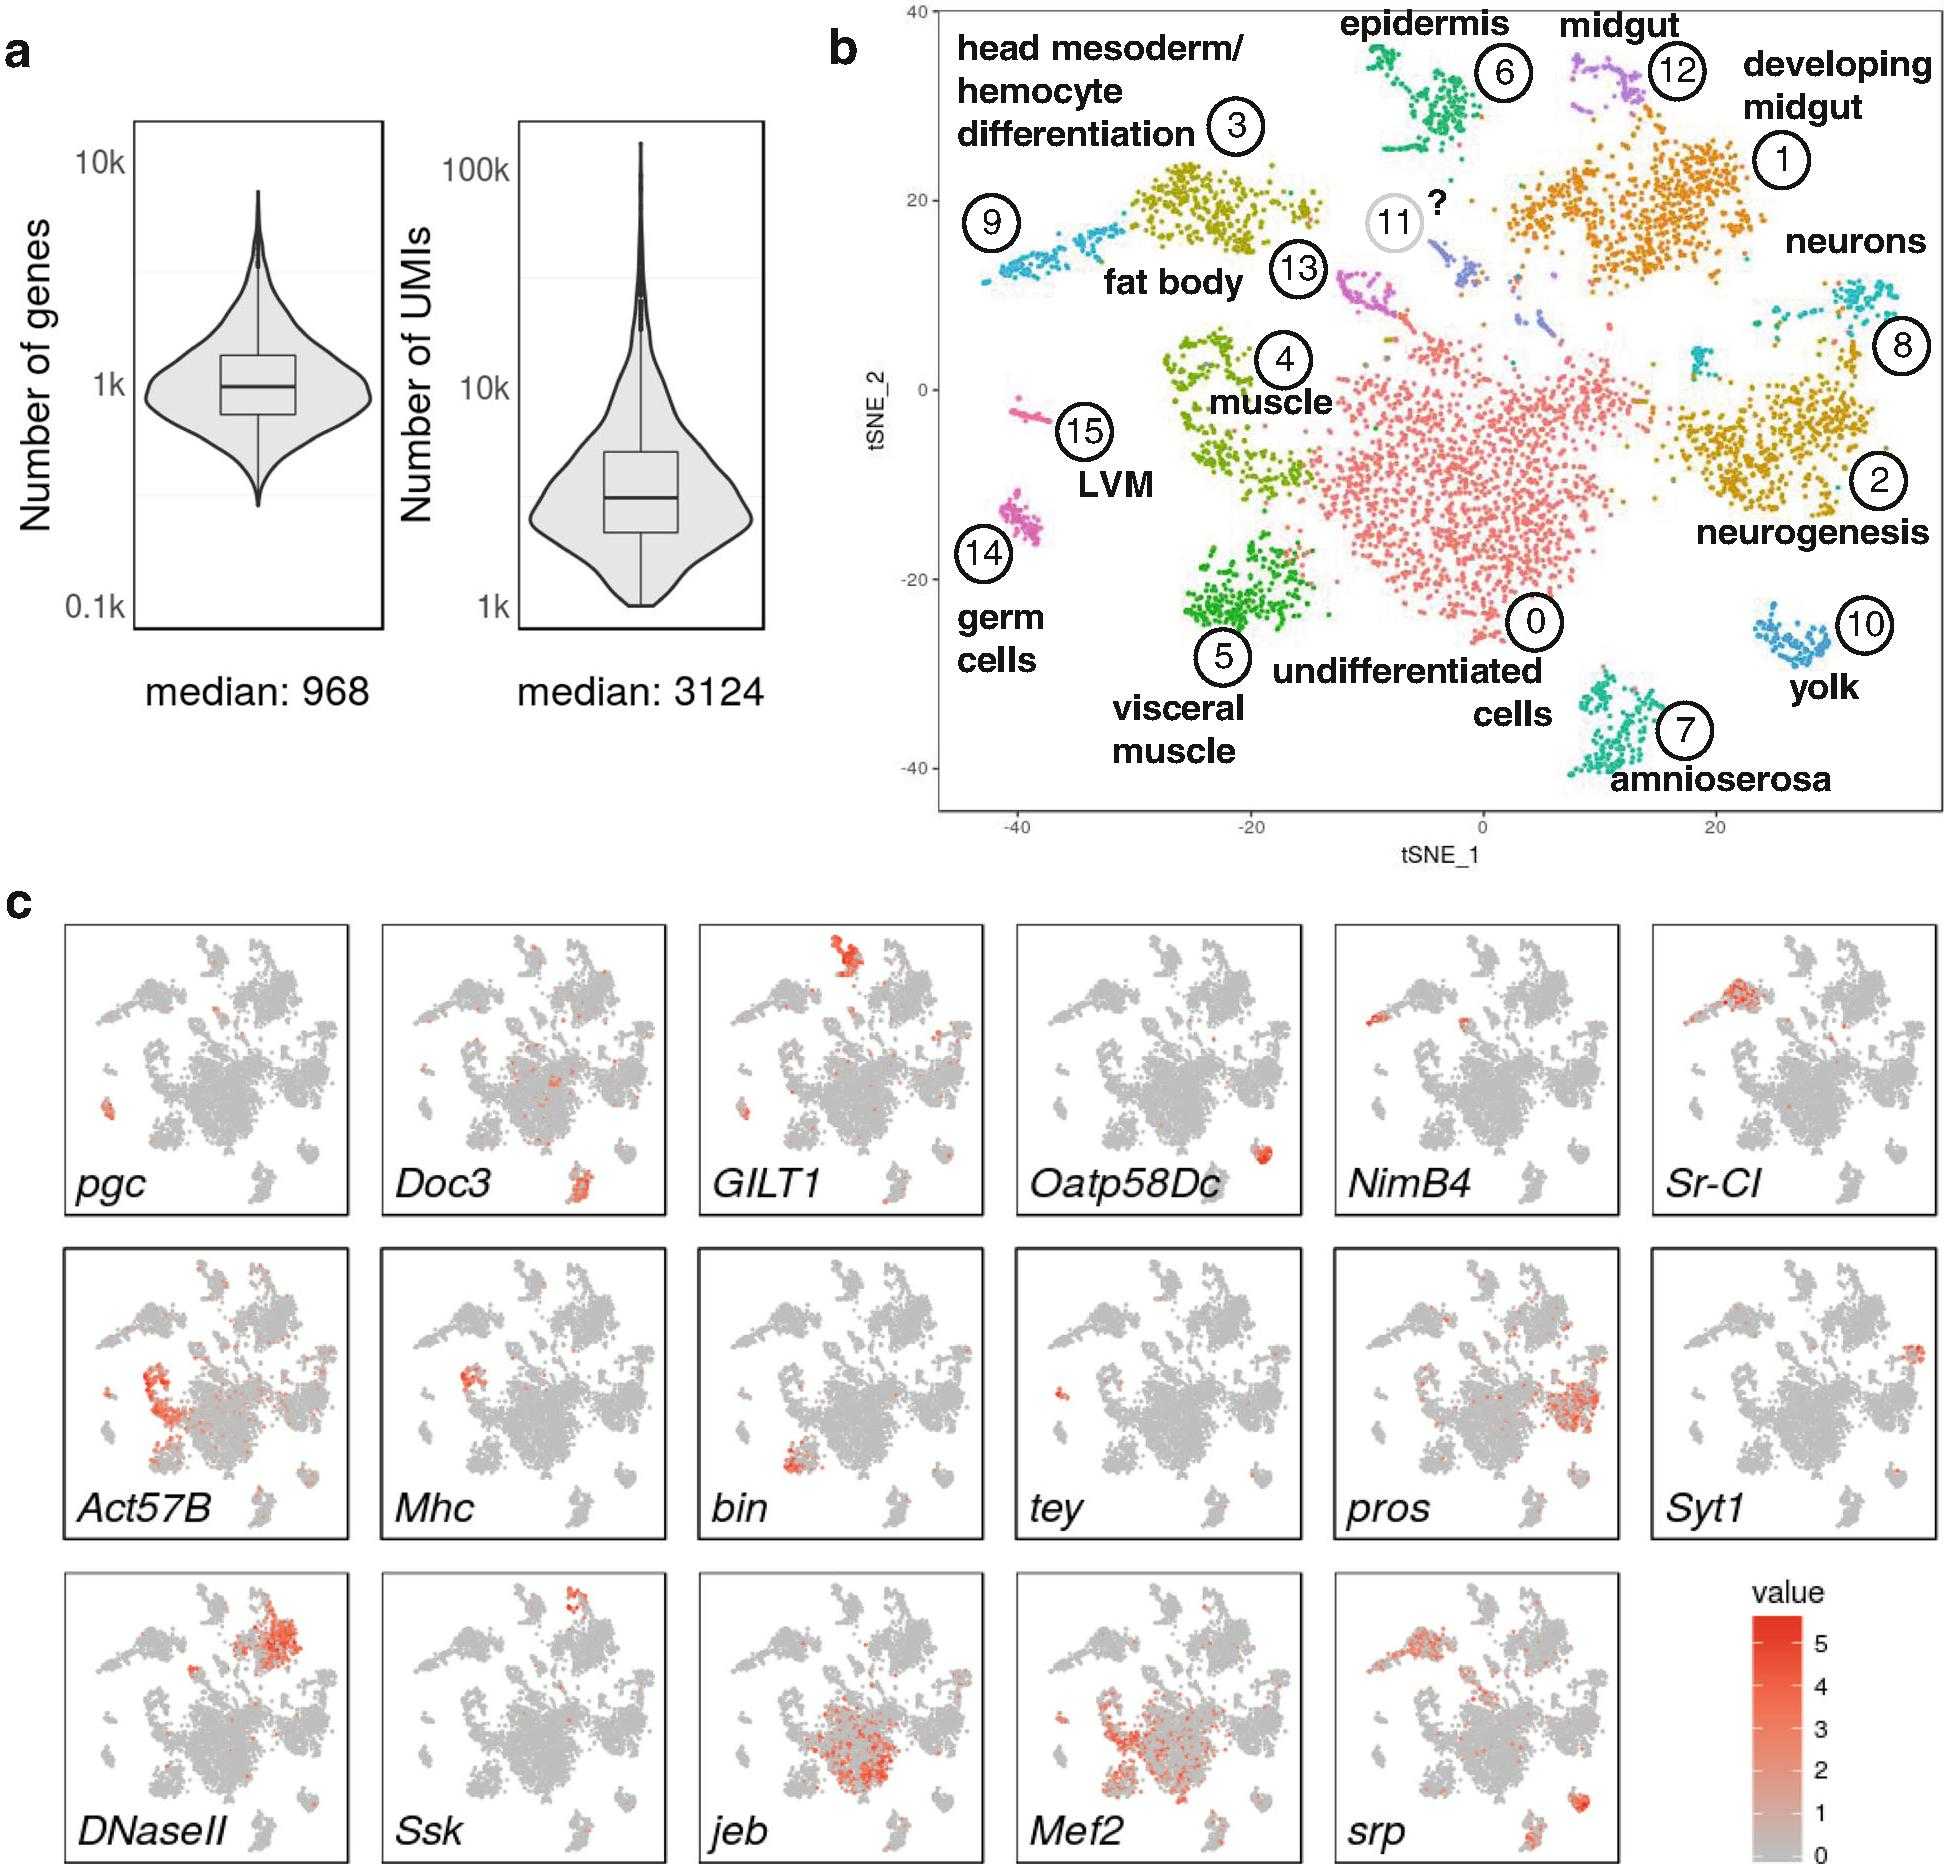 a
Number of genes
10k
1k
0.1k
median: 968
Number of UMIs
100k
10k
1k
median: 3124
b
tSNE_2
40
20
0
-20
-40
-40
-20
0
20
tSNE_1
head mesoderm/
hemocyte
differentiation
3
9
epidermis
6
midgut
12
developing
midgut
1
11
?
fat body
13
neurons
8
4
muscle
15
LVM
2
neurogenesis
14
germ
cells
5
visceral
muscle
0
undifferentiated
cells
10
yolk
7
amnioserosa
c
pgc
Doc3
GILT1
Oatp58Dc
NimB4
Sr-CI
Act57B
Mhc
bin
tey
pros
Syt1
DNaseII
Ssk
jeb
Mef2
srp
value
5
4
3
2
1
0